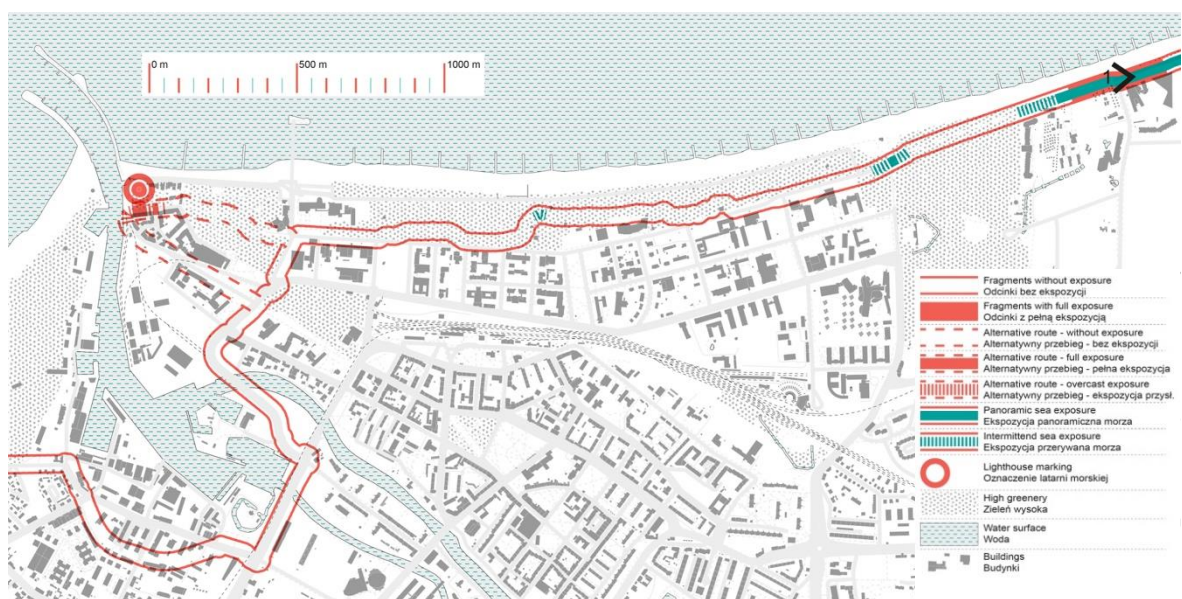 0 m 500 m 1000 m
1
Fragments without exposure
Odcinki bez ekspozycji
Fragments with full exposure
Odcinki z pełną ekspozycją
Alternative route - without exposure
Alternatywny przebieg - bez ekspozycji
Alternative route - full exposure
Alternatywny przebieg - pełna ekspozycja
Alternative route - overcast exposure
Alternatywny przebieg - ekspozycja przysł.
Panoramic sea exposure
Ekspozycja panoramiczna morza
Intermittend sea exposure
Ekspozycja przerywana morza
Lighthouse marking
Oznaczenie latarni morskiej
High greenery
Zieleń wysoka
Water surface
Woda
Buildings
Budynki